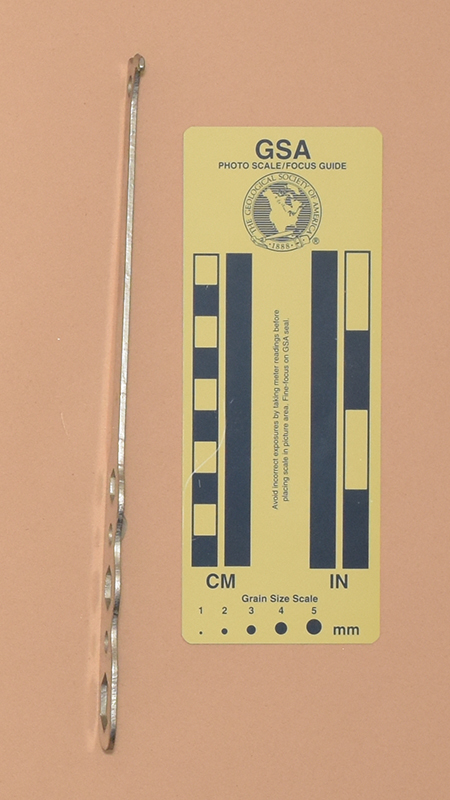 GSA
PHOTO SCALE/FOCUS GUIDE
THE GEOLOGICAL SOCIETY OF AMERICA
1888
®
Avoid incorrect exposures by taking meter readings before
placing scale in picture area. Fine-focus on GSA seal.
CM
IN
Grain Size Scale
1 2 3 4 5
mm